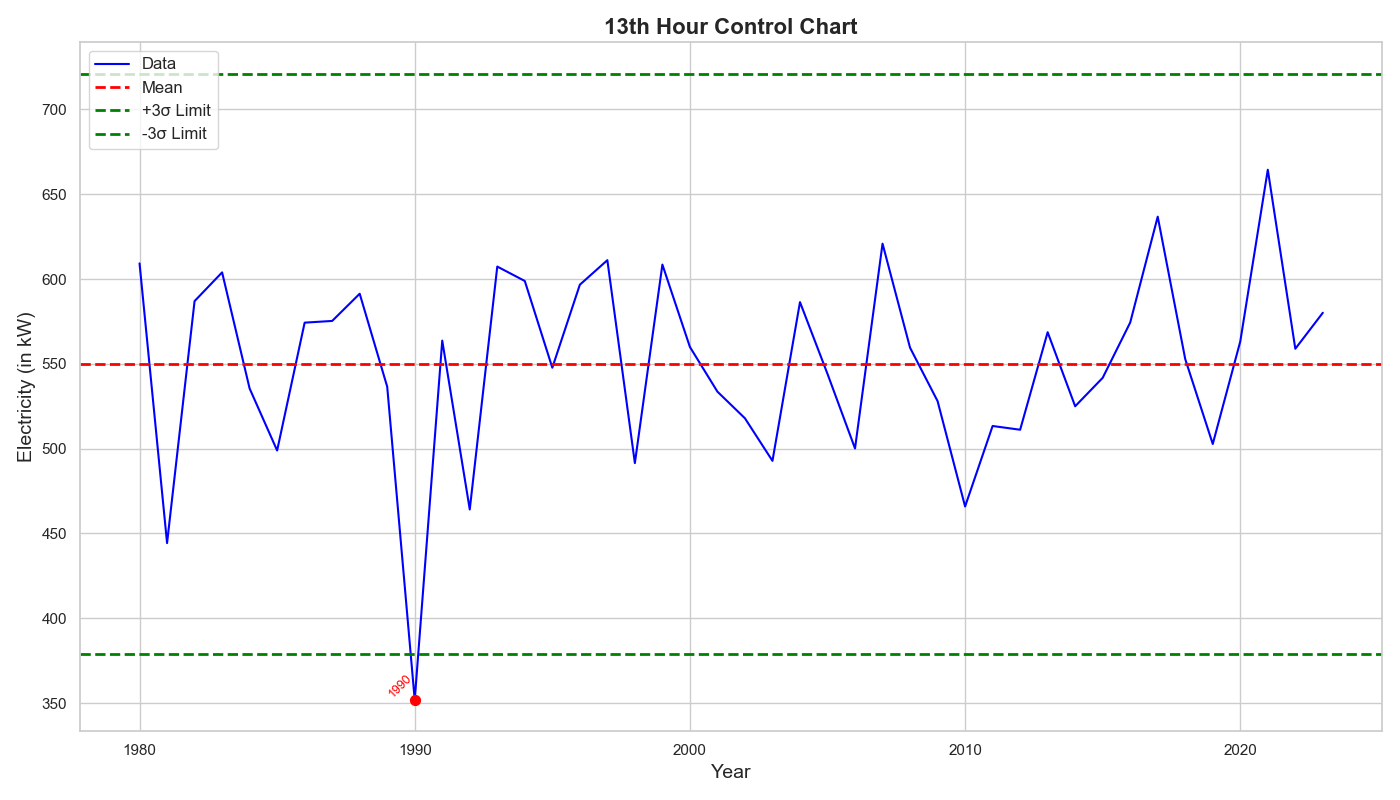 13th Hour Control Chart
Data
Mean
+3σ Limit
-3σ Limit
700
650
600
550
500
450
400
350
Electricity (in kW)
1990
1980
1990
2000
2010
2020
Year